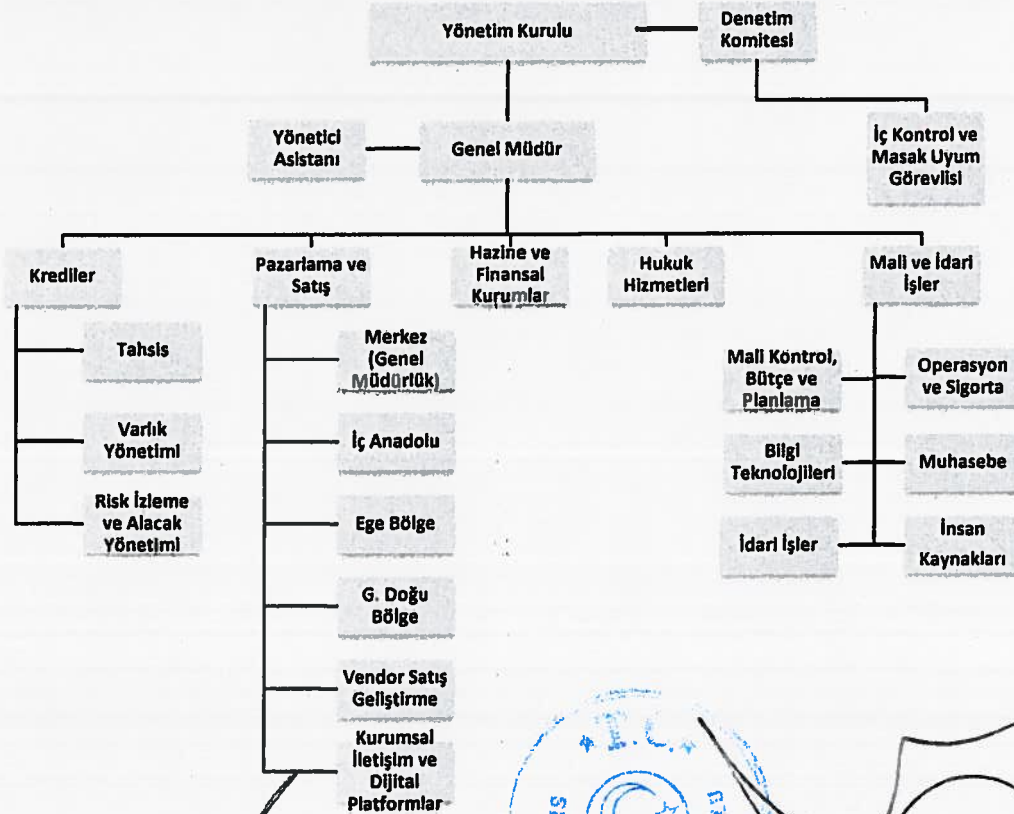 Yönetim Kurulu
Denetim
Komitesi
Yönetici
Asistanı
Genel Müdür
İç Kontrol ve
Masak Uyum
Görevlisi
Krediler
Pazarlama ve
Satış
Hazine ve
Finansal
Kurumlar
Hukuk
Hizmetleri
Mali ve İdari
İşler
Tahsis
Varlık
Yönetimi
Risk İzleme
ve Alacak
Yönetimi
Merkez
(Genel
Müdürlük)
İç Anadolu
Ege Bölge
G. Doğu
Bölge
Vendor Satış
Geliştirme
Kurumsal
İletişim ve
Dijital
Platformlar
Mali Kontrol,
Bütçe ve
Planlama
Operasyon
ve Sigorta
Bilgi
Teknolojileri
Muhasebe
İdari İşler
İnsan
Kaynakları
T.C.